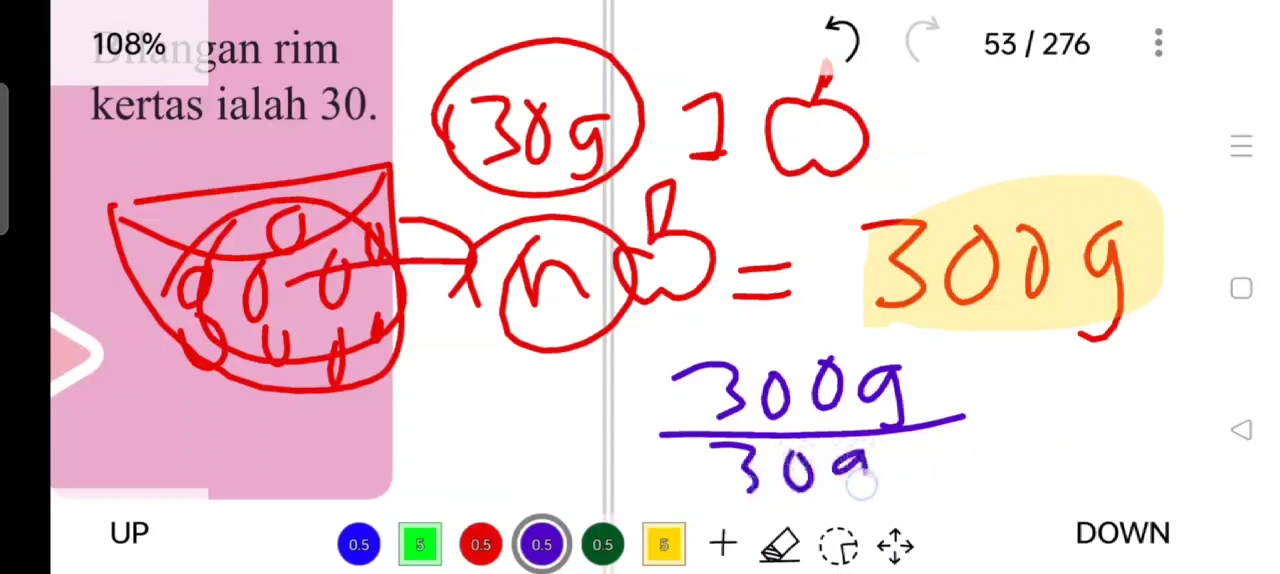 108%
Bilangan rim
kertas ialah 30.
53 / 276
30g 1
n = 300g
300g
30g
UP
0.5 5 0.5 0.5 0.5 5
DOWN